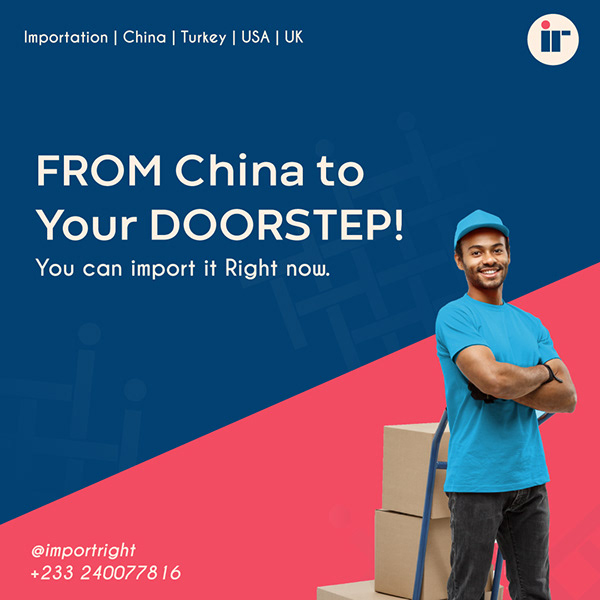 Importation | China | Turkey | USA | UK
ir
FROM China to
Your DOORSTEP!
You can import it Right now.
@importright
+233 240077816